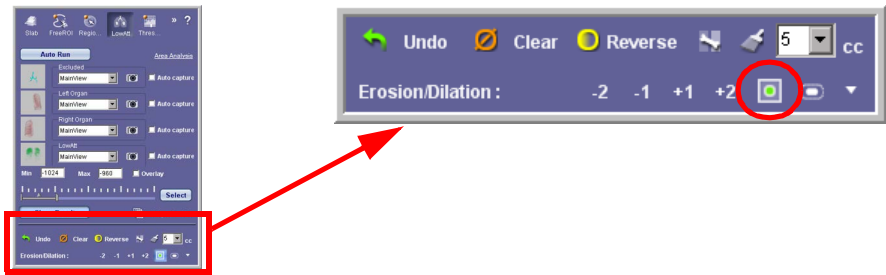 » ?
Slab FreeROI Regio... LowAtt. Thres...
Auto Run Area Analysis
Excluded
MainView Auto capture
Left Organ
MainView Auto capture
Right Organ
MainView Auto capture
LowAtt
MainView Auto capture
Min -1024 Max -960 Overlay
Select
Undo Clear Reverse 5 cc
Erosion/Dilation : -2 -1 +1 +2
Undo Clear Reverse 5 cc
Erosion/Dilation : -2 -1 +1 +2